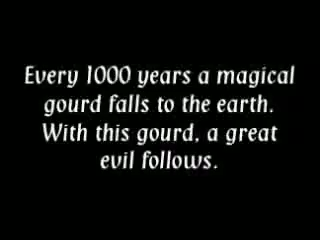 Every 1000 years a magical
gourd falls to the earth.
With this gourd, a great
evil follows.